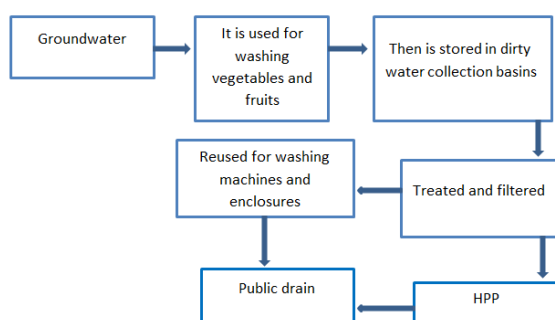 Groundwater
It is used for
washing
vegetables and
fruits
Then is stored in dirty
water collection basins
Reused for washing
machines and
enclosures
Treated and filtered
Public drain
HPP